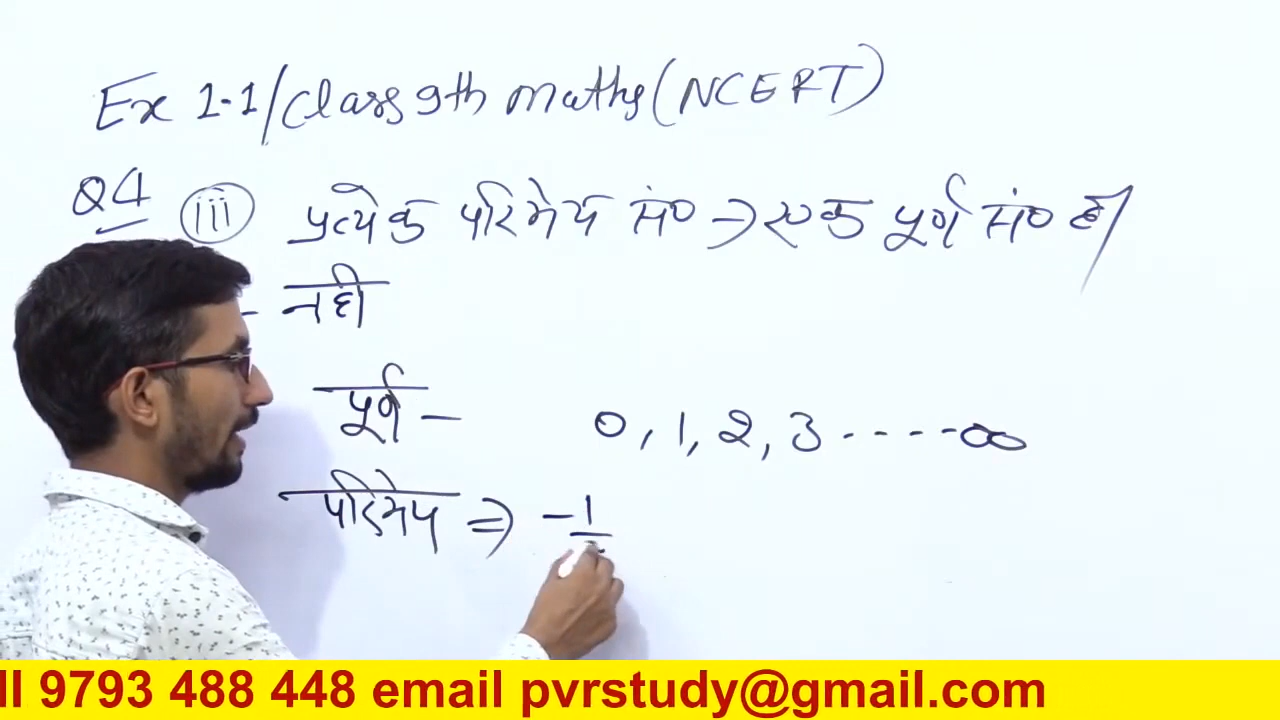 Ex 1.1/Class 9th maths (NCERT)
Q4 iii प्रत्येक परिमेय सं० → एक पूर्ण सं० है/
- नही
पूर्ण - 0, 1, 2, 3 ----∞
परिमेय ⇒ -1/
ll 9793 488 448 email pvrstudy@gmail.com